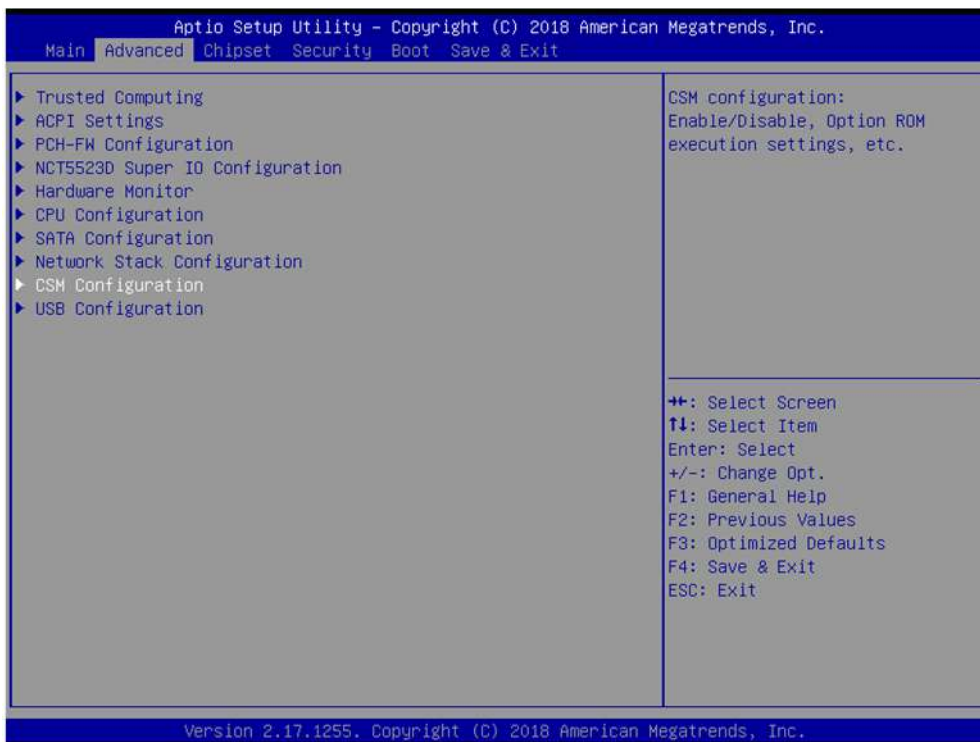 Aptio Setup Utility – Copyright (C) 2018 American Megatrends, Inc.
Main Advanced Chipset Security Boot Save & Exit
▶ Trusted Computing
▶ ACPI Settings
▶ PCH-FW Configuration
▶ NCT5523D Super IO Configuration
▶ Hardware Monitor
▶ CPU Configuration
▶ SATA Configuration
▶ Network Stack Configuration
▶ CSM Configuration
▶ USB Configuration
CSM configuration:
Enable/Disable, Option ROM
execution settings, etc.
→←: Select Screen
↑↓: Select Item
Enter: Select
+/-: Change Opt.
F1: General Help
F2: Previous Values
F3: Optimized Defaults
F4: Save & Exit
ESC: Exit
Version 2.17.1255. Copyright (C) 2018 American Megatrends, Inc.